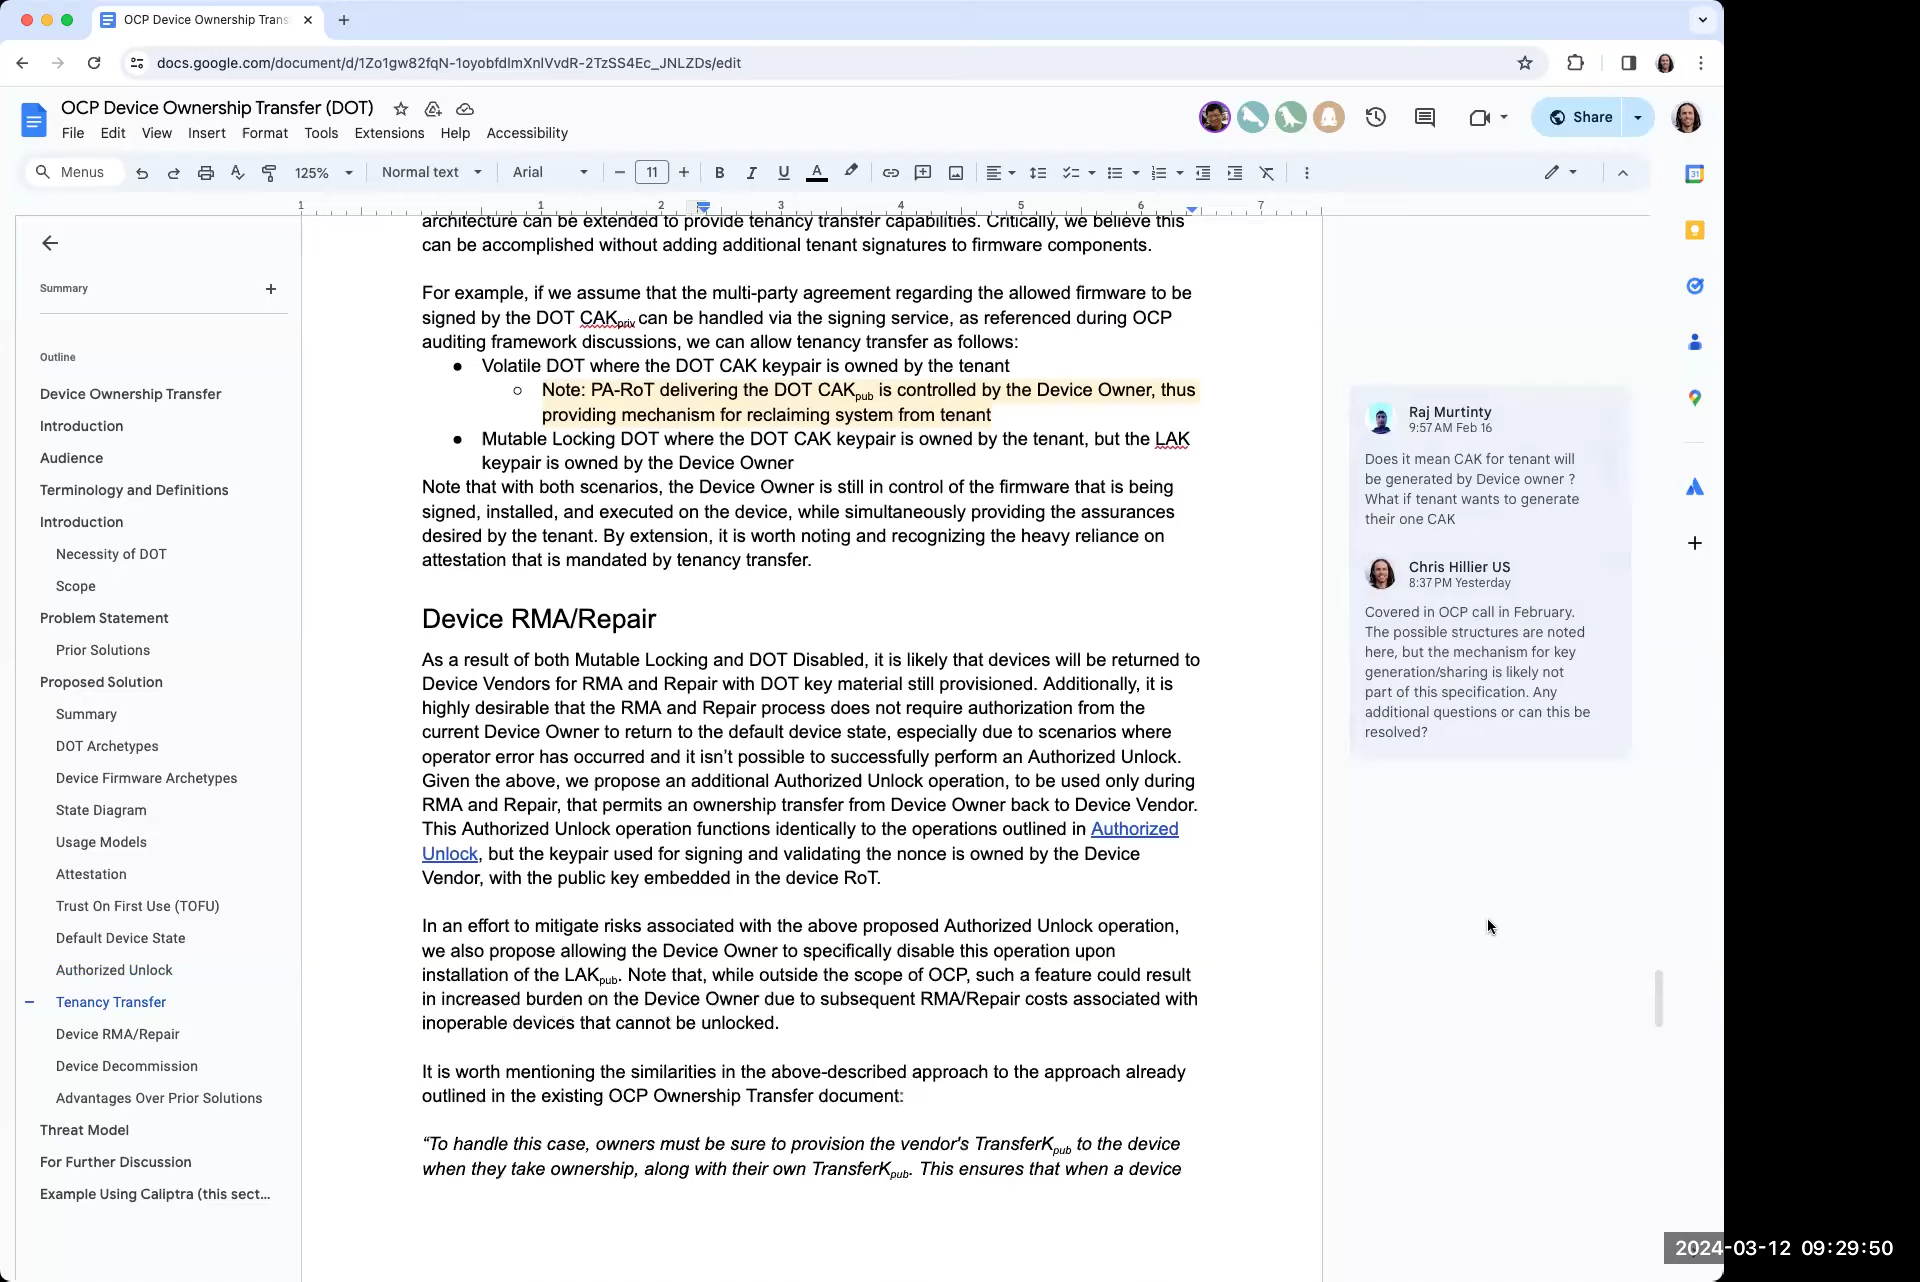 OCP Device Ownership Trans
docs.google.com/document/d/1Zo1gw82fqN-1oyobfdImXnlVvdR-2TzSS4Ec_JNLZDs/edit
OCP Device Ownership Transfer (DOT)
File Edit View Insert Format Tools Extensions Help Accessibility
Share
Menus 125% Normal text Arial 11 B I U A
1 1 2 3 4 5 6 7
31
Summary
Outline
Device Ownership Transfer
Introduction
Audience
Terminology and Definitions
Introduction
Necessity of DOT
Scope
Problem Statement
Prior Solutions
Proposed Solution
Summary
DOT Archetypes
Device Firmware Archetypes
State Diagram
Usage Models
Attestation
Trust On First Use (TOFU)
Default Device State
Authorized Unlock
Tenancy Transfer
Device RMA/Repair
Device Decommission
Advantages Over Prior Solutions
Threat Model
For Further Discussion
Example Using Caliptra (this sect...
architecture can be extended to provide tenancy transfer capabilities. Critically, we believe this
can be accomplished without adding additional tenant signatures to firmware components.
For example, if we assume that the multi-party agreement regarding the allowed firmware to be
signed by the DOT CAKpriv can be handled via the signing service, as referenced during OCP
auditing framework discussions, we can allow tenancy transfer as follows:
● Volatile DOT where the DOT CAK keypair is owned by the tenant
○ Note: PA-RoT delivering the DOT CAKpub is controlled by the Device Owner, thus
providing mechanism for reclaiming system from tenant
● Mutable Locking DOT where the DOT CAK keypair is owned by the tenant, but the LAK
keypair is owned by the Device Owner
Note that with both scenarios, the Device Owner is still in control of the firmware that is being
signed, installed, and executed on the device, while simultaneously providing the assurances
desired by the tenant. By extension, it is worth noting and recognizing the heavy reliance on
attestation that is mandated by tenancy transfer.
Device RMA/Repair
As a result of both Mutable Locking and DOT Disabled, it is likely that devices will be returned to
Device Vendors for RMA and Repair with DOT key material still provisioned. Additionally, it is
highly desirable that the RMA and Repair process does not require authorization from the
current Device Owner to return to the default device state, especially due to scenarios where
operator error has occurred and it isn't possible to successfully perform an Authorized Unlock.
Given the above, we propose an additional Authorized Unlock operation, to be used only during
RMA and Repair, that permits an ownership transfer from Device Owner back to Device Vendor.
This Authorized Unlock operation functions identically to the operations outlined in Authorized
Unlock, but the keypair used for signing and validating the nonce is owned by the Device
Vendor, with the public key embedded in the device RoT.
In an effort to mitigate risks associated with the above proposed Authorized Unlock operation,
we also propose allowing the Device Owner to specifically disable this operation upon
installation of the LAKpub. Note that, while outside the scope of OCP, such a feature could result
in increased burden on the Device Owner due to subsequent RMA/Repair costs associated with
inoperable devices that cannot be unlocked.
It is worth mentioning the similarities in the above-described approach to the approach already
outlined in the existing OCP Ownership Transfer document:
“To handle this case, owners must be sure to provision the vendor's TransferKpub to the device
when they take ownership, along with their own TransferKpub. This ensures that when a device
Raj Murtinty
9:57 AM Feb 16
Does it mean CAK for tenant will
be generated by Device owner ?
What if tenant wants to generate
their one CAK
Chris Hillier US
8:37 PM Yesterday
Covered in OCP call in February.
The possible structures are noted
here, but the mechanism for key
generation/sharing is likely not
part of this specification. Any
additional questions or can this be
resolved?
2024-03-12 09:29:50